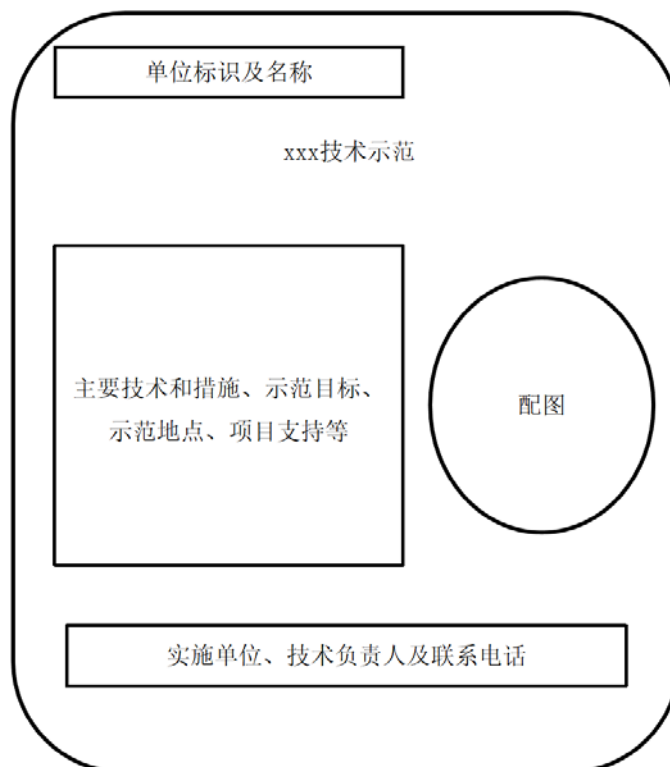 单位标识及名称
xxx技术示范
主要技术和措施、示范目标、
示范地点、项目支持等
配图
实施单位、技术负责人及联系电话